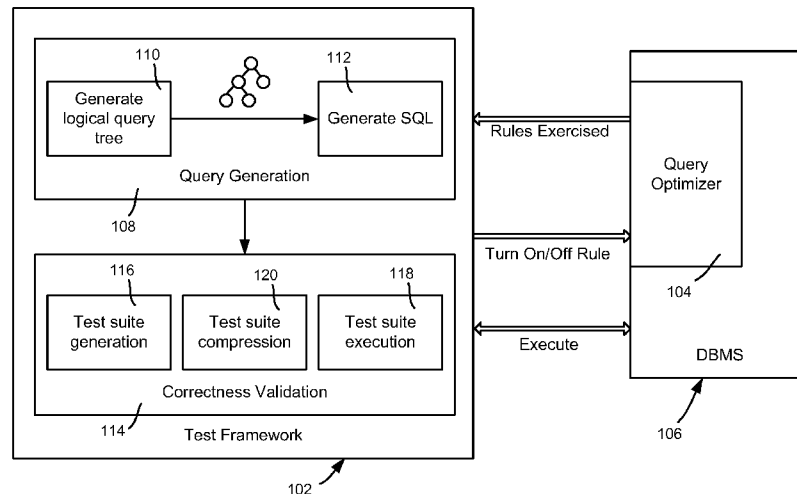 110
112
Generate
logical query
tree
Generate SQL
Query Generation
108
Rules Exercised
Query
Optimizer
Turn On/Off Rule
104
116
120
118
Test suite
generation
Test suite
compression
Test suite
execution
Execute
DBMS
Correctness Validation
114
Test Framework
106
102